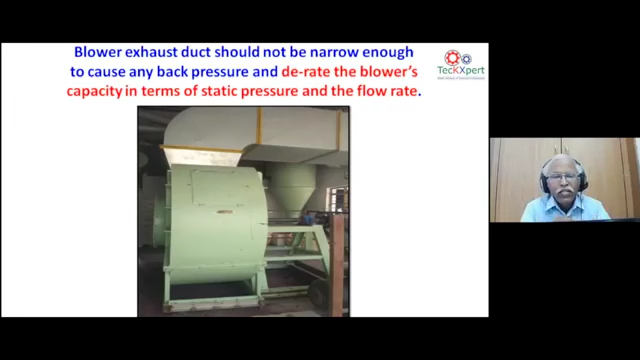 Blower exhaust duct should not be narrow enough
to cause any back pressure and de-rate the blower's
capacity in terms of static pressure and the flow rate.
TecKXpert